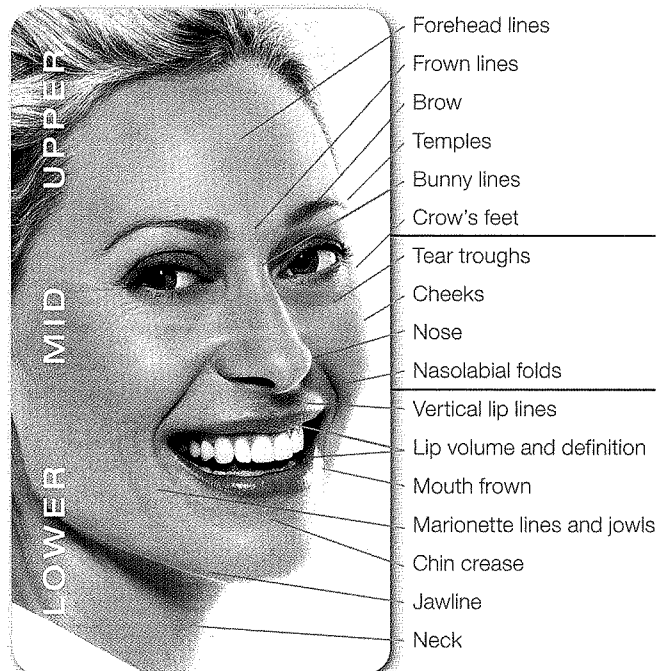 UPPER
MID
LOWER
Forehead lines
Frown lines
Brow
Temples
Bunny lines
Crow's feet
Tear troughs
Cheeks
Nose
Nasolabial folds
Vertical lip lines
Lip volume and definition
Mouth frown
Marionette lines and jowls
Chin crease
Jawline
Neck